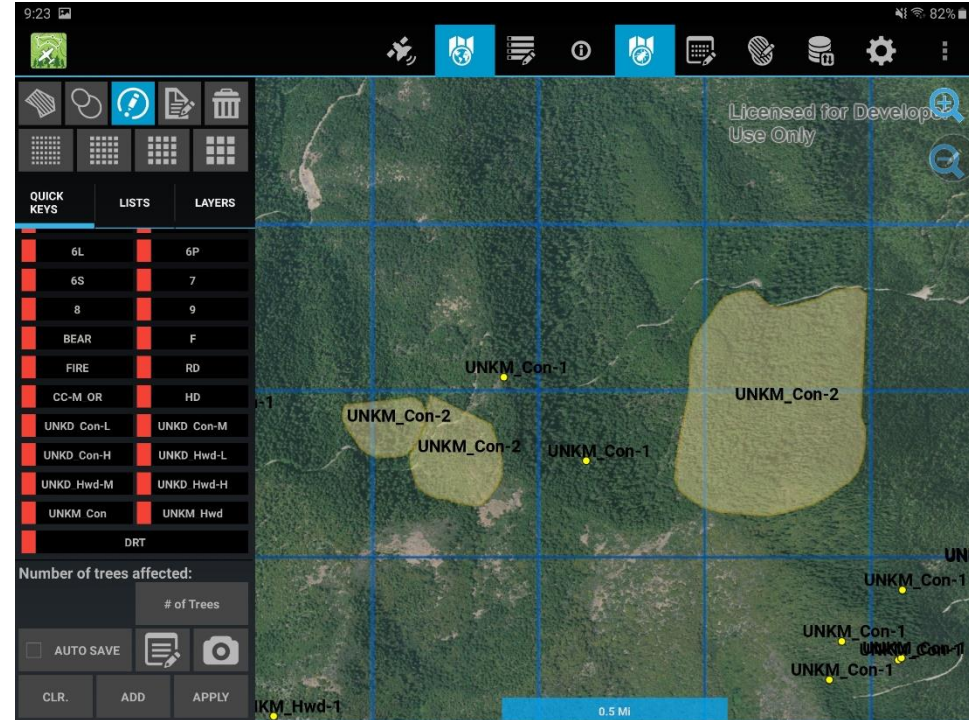 9:23
82%
QUICK KEYS
LISTS
LAYERS
6L
6P
6S
7
8
9
BEAR
F
FIRE
RD
CC-M OR
HD
UNKD Con-L
UNKD Con-M
UNKD Con-H
UNKD Hwd-L
UNKD Hwd-M
UNKD Hwd-H
UNKM Con
UNKM Hwd
DRT
Number of trees affected:
# of Trees
AUTO SAVE
CLR.
ADD
APPLY
Licensed for Developer
Use Only
UNKM_Con-1
-1
UNKM_Con-2
UNKM_Con-2
UNKM_Con-2
UNKM_Con-1
UN
UNKM_Con-1
UNKM_Con-1
UNKM_Con-1
KM_Hwd-1
0.5 Mi